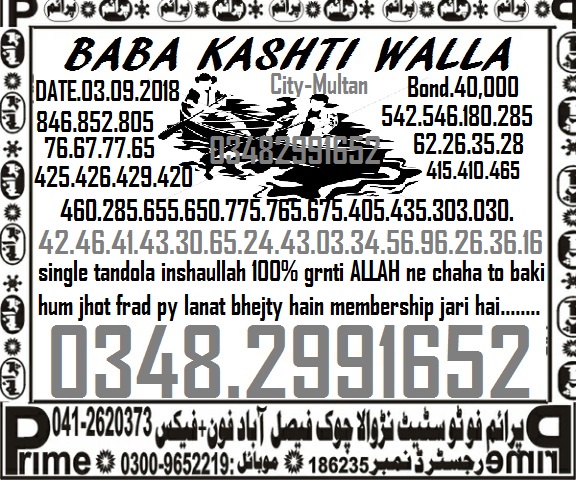 پرائم پرائم پرائم پرائم
BABA KASHTI WALLA
DATE.03.09.2018 City-Multan Bond.40,000
846.852.805 542.546.180.285
76.67.77.65 03482991652 62.26.35.28
425.426.429.420 415.410.465
460.285.655.650.775.765.675.405.435.303.030.
42.46.41.43.30.65.24.43.03.34.56.96.26.36.16
single tandola inshaullah 100% grnti ALLAH ne chaha to baki
hum jhot frad py lanat bhejty hain membership jari hai........
0348.2991652
پرائم فوٹو سٹیٹ نڑوالا چوک فیصل آباد فون+فیکس 041-2620373
Prime 0300-9652219: موبائل: رجسٹرڈ نمبر 186235 Prime